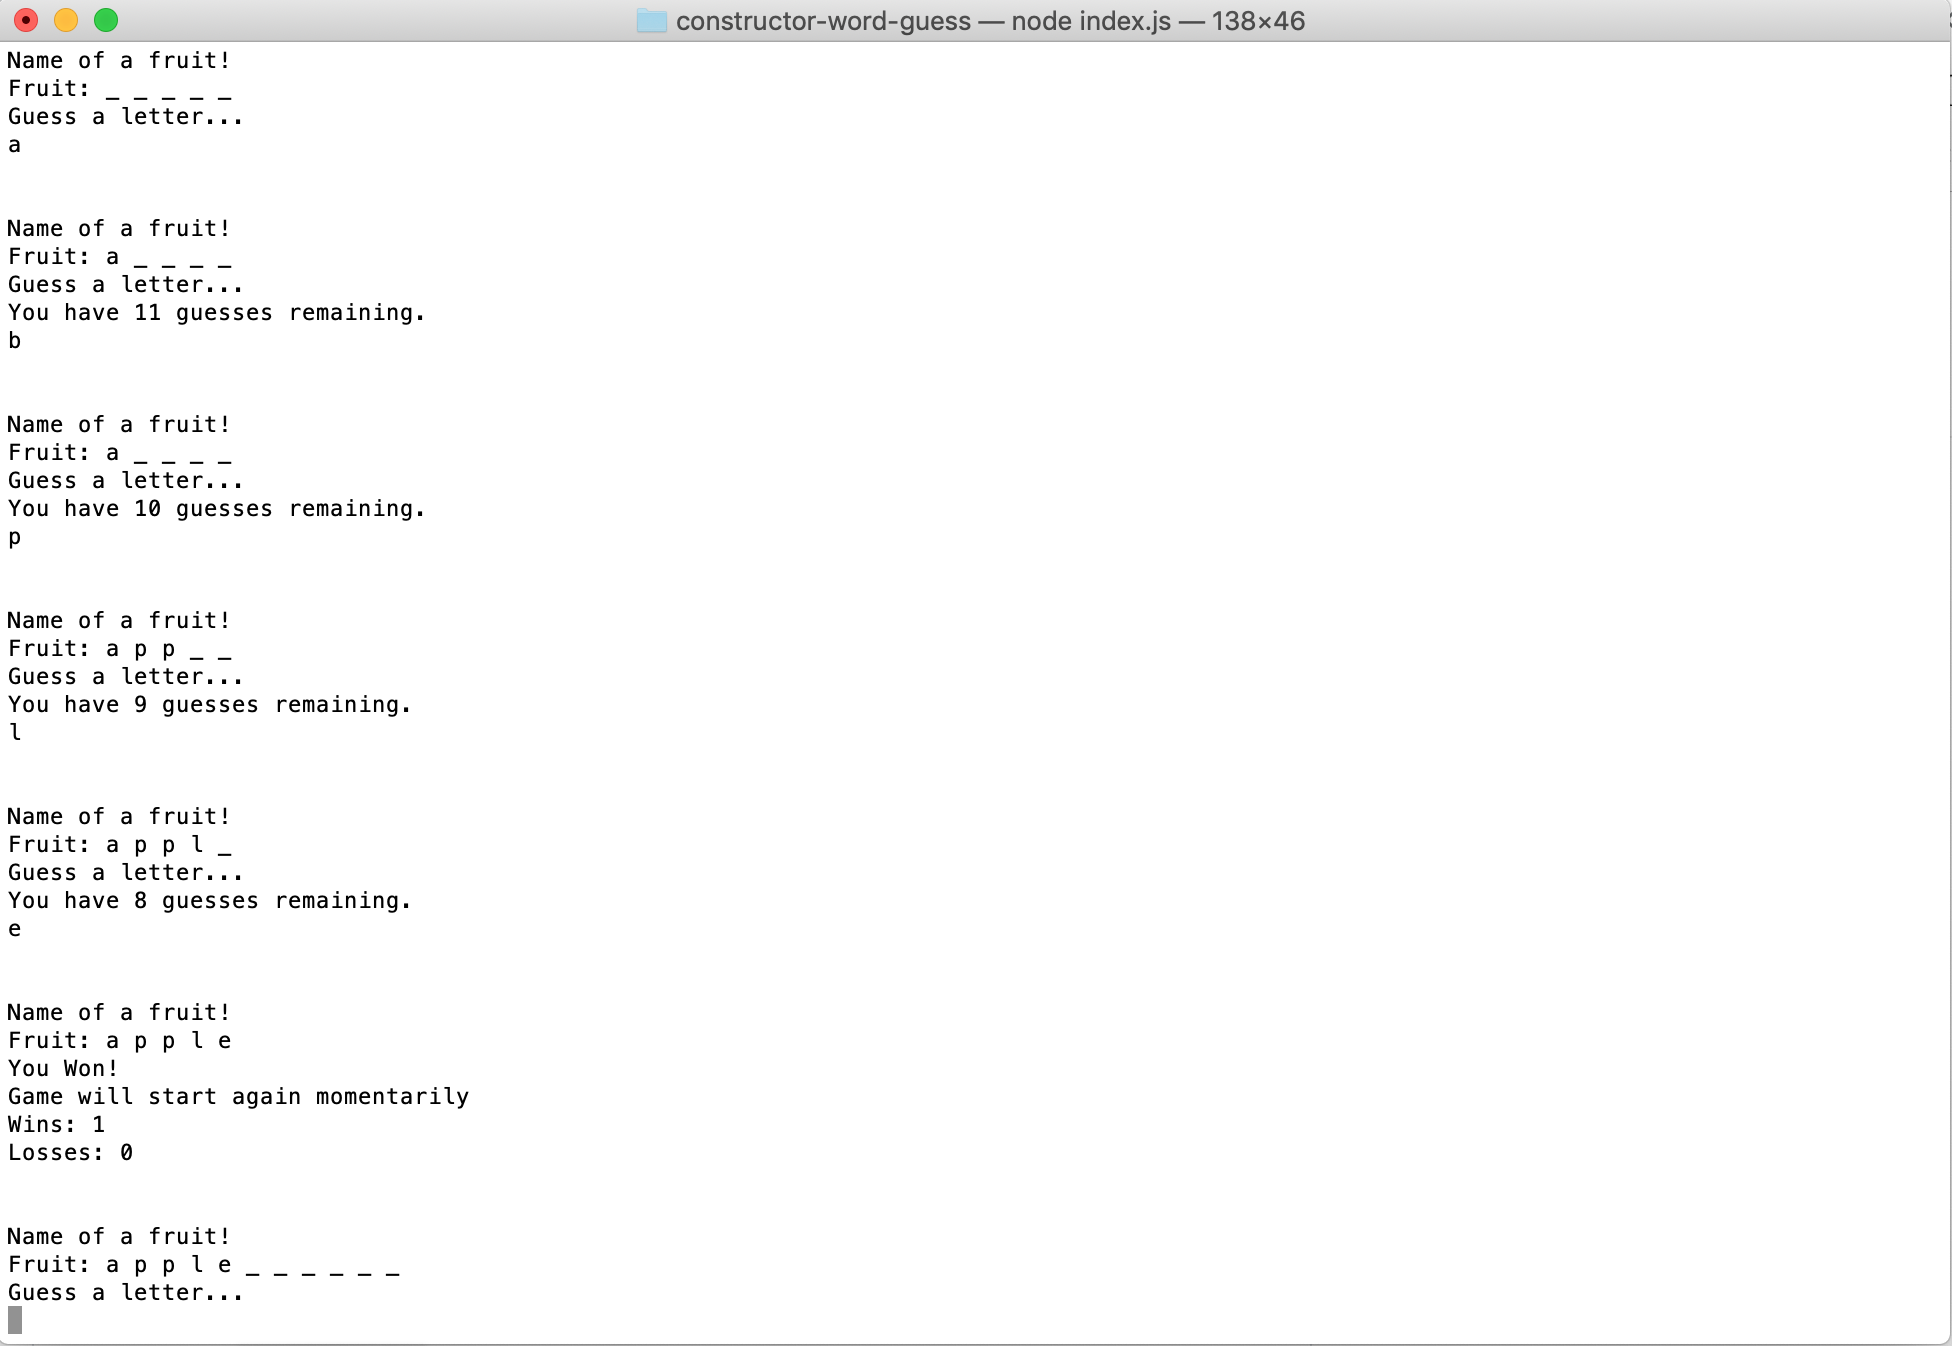 constructor-word-guess — node index.js — 138×46
Name of a fruit!
Fruit: _ _ _ _ _
Guess a letter...
a
Name of a fruit!
Fruit: a _ _ _ _
Guess a letter...
You have 11 guesses remaining.
b
Name of a fruit!
Fruit: a _ _ _ _
Guess a letter...
You have 10 guesses remaining.
p
Name of a fruit!
Fruit: a p p _ _
Guess a letter...
You have 9 guesses remaining.
l
Name of a fruit!
Fruit: a p p l _
Guess a letter...
You have 8 guesses remaining.
e
Name of a fruit!
Fruit: a p p l e
You Won!
Game will start again momentarily
Wins: 1
Losses: 0
Name of a fruit!
Fruit: a p p l e _ _ _ _ _ _
Guess a letter...